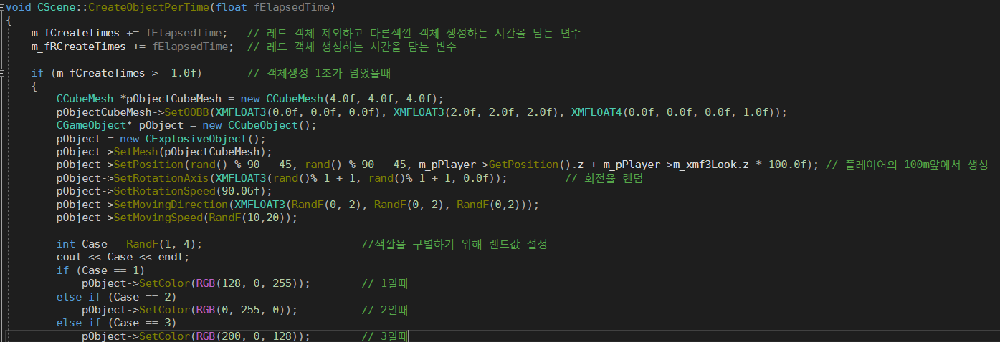 void CScene::CreateObjectPerTime(float fElapsedTime)
{
    m_fCreateTimes += fElapsedTime;   // 레드 객체 제외하고 다른색깔 객체 생성하는 시간을 담는 변수
    m_fRCreateTimes += fElapsedTime;  // 레드 객체 생성하는 시간을 담는 변수

    if (m_fCreateTimes >= 1.0f)       // 객체생성 1초가 넘었을때
    {
        CCubeMesh *pObjectCubeMesh = new CCubeMesh(4.0f, 4.0f, 4.0f);
        pObjectCubeMesh->SetOOBB(XMFLOAT3(0.0f, 0.0f, 0.0f), XMFLOAT3(2.0f, 2.0f, 2.0f), XMFLOAT4(0.0f, 0.0f, 0.0f, 1.0f));
        CGameObject* pObject = new CCubeObject();
        pObject = new CExplosiveObject();
        pObject->SetMesh(pObjectCubeMesh);
        pObject->SetPosition(rand() % 90 - 45, rand() % 90 - 45, m_pPlayer->GetPosition().z + m_pPlayer->m_xmf3Look.z * 100.0f); // 플레이어의 100m앞에서 생성
        pObject->SetRotationAxis(XMFLOAT3(rand()% 1 + 1, rand()% 1 + 1, 0.0f));         // 회전을 랜덤
        pObject->SetRotationSpeed(90.06f);
        pObject->SetMovingDirection(XMFLOAT3(RandF(0, 2), RandF(0, 2), RandF(0,2)));
        pObject->SetMovingSpeed(RandF(10,20));

        int Case = RandF(1, 4);                         //색깔을 구별하기 위해 랜드값 설정
        cout << Case << endl;
        if (Case == 1)
            pObject->SetColor(RGB(128, 0, 255));        // 1일때
        else if (Case == 2)
            pObject->SetColor(RGB(0, 255, 0));          // 2일때
        else if (Case == 3)
            pObject->SetColor(RGB(200, 0, 128));        // 3일때